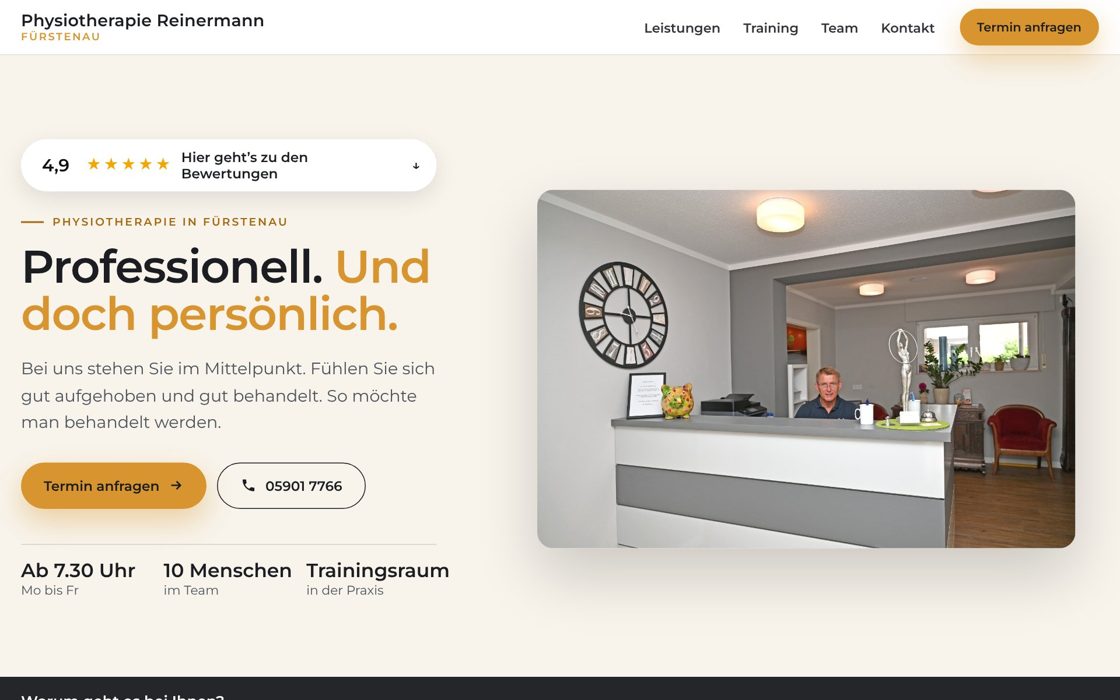 Physiotherapie Reinermann
FÜRSTENAU
Leistungen
Training
Team
Kontakt
Termin anfragen
4,9 ★★★★★
Hier geht's zu den
Bewertungen ↓
PHYSIOTHERAPIE IN FÜRSTENAU
Professionell. Und
doch persönlich.
Bei uns stehen Sie im Mittelpunkt. Fühlen Sie sich
gut aufgehoben und gut behandelt. So möchte
man behandelt werden.
Termin anfragen →
05901 7766
Ab 7.30 Uhr
Mo bis Fr
10 Menschen
im Team
Trainingsraum
in der Praxis